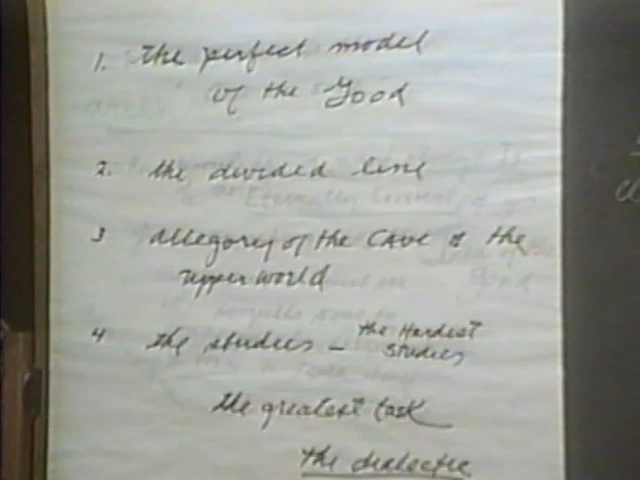 1. the perfect model
of the Good
2. the divided line
3 allegory of the CAVE & the
upper world
4 the studies - the Hardest
Studies
the greatest task
the dialectic